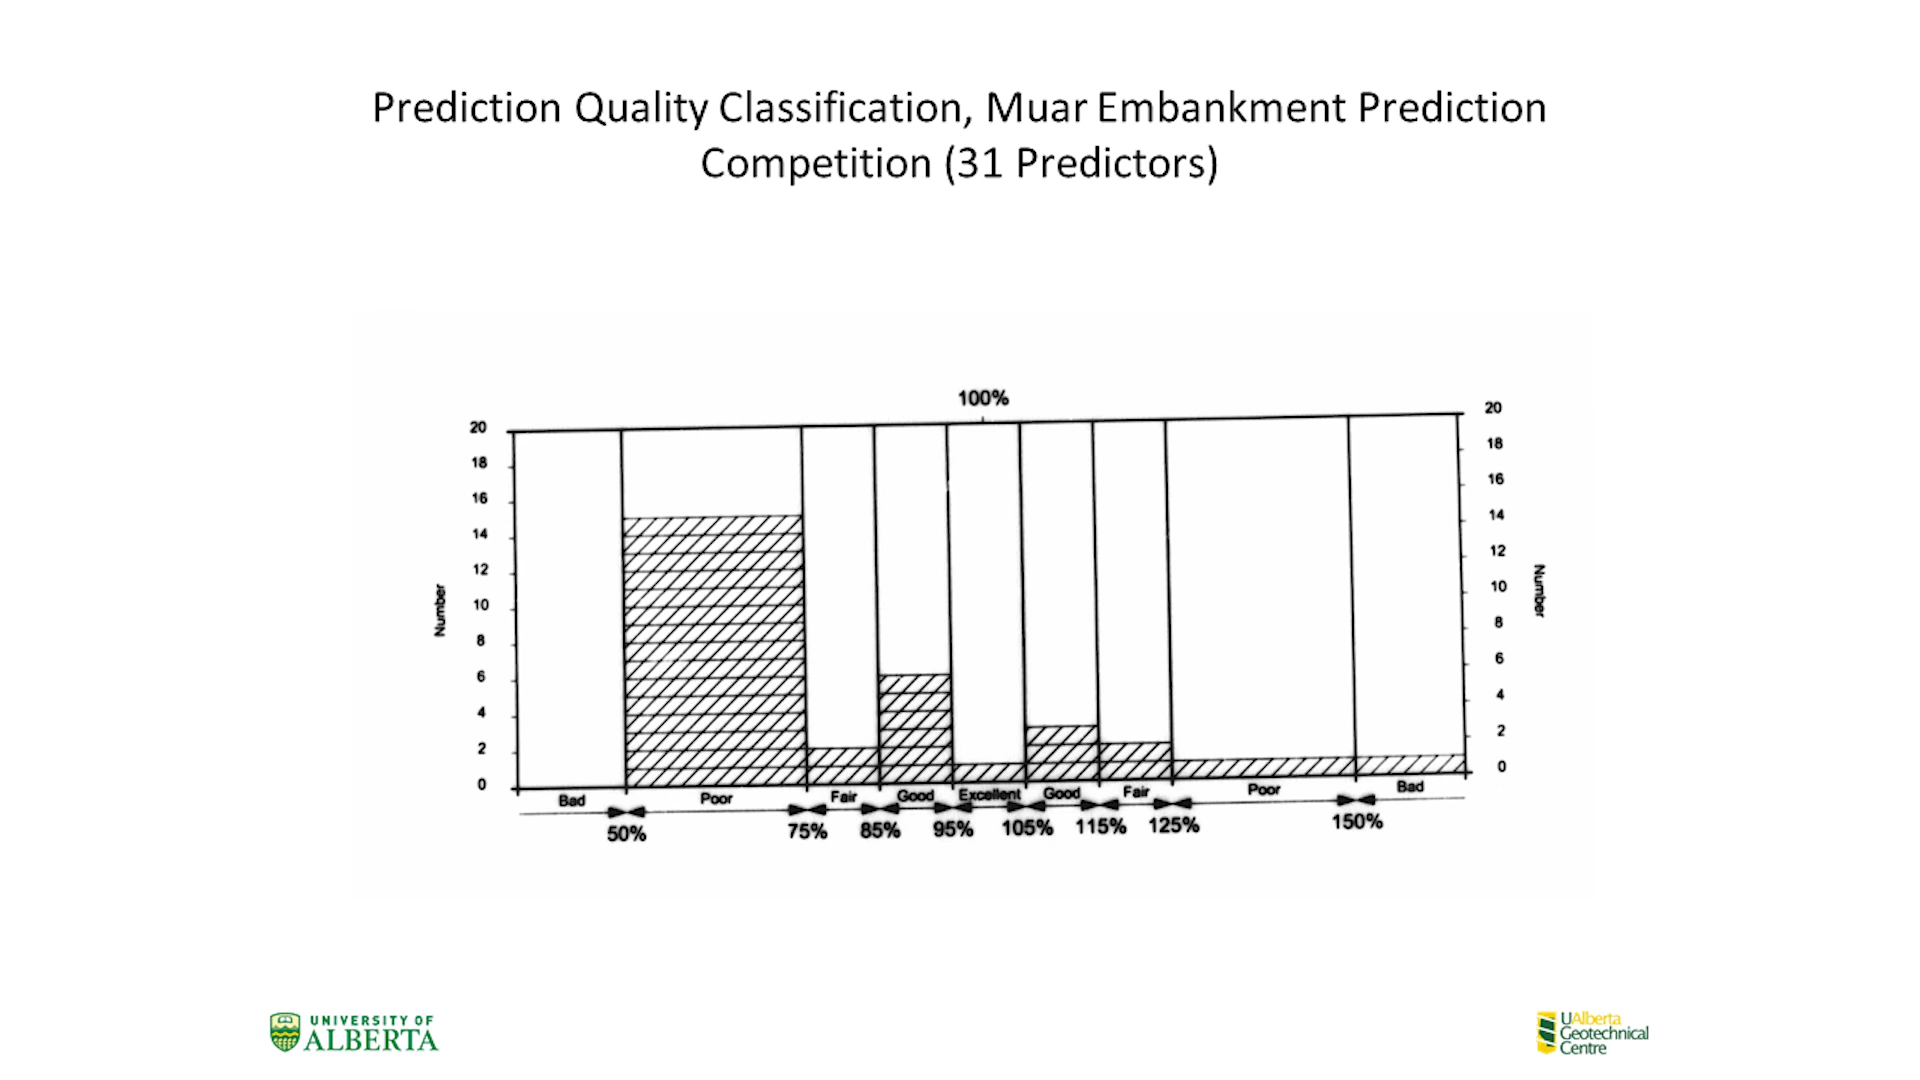 Prediction Quality Classification, Muar Embankment Prediction
Competition (31 Predictors)
100%
20
18
16
14
12
10
8
6
4
2
0
Number
20
18
16
14
12
10
8
6
4
2
0
Number
Bad Poor Fair Good Excellent Good Fair Poor Bad
50% 75% 85% 95% 105% 115% 125% 150%
UNIVERSITY OF
ALBERTA
UAlberta
Geotechnical
Centre